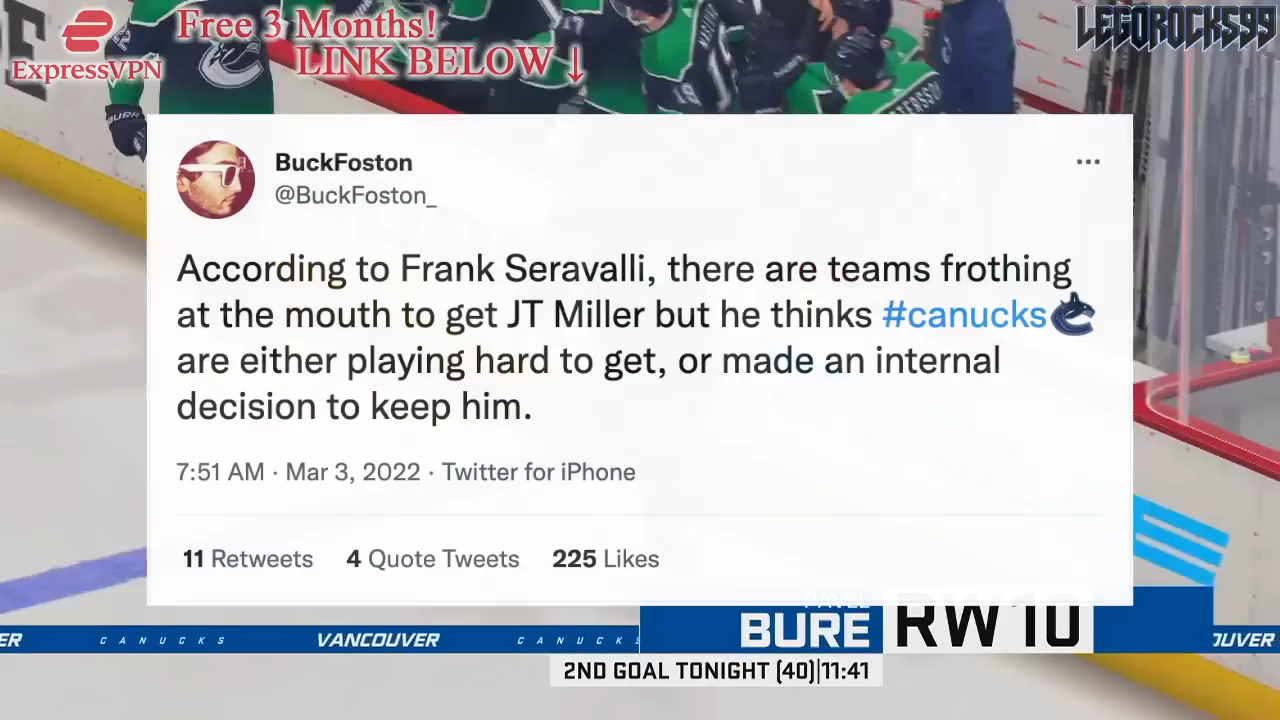 Free 3 Months!
LINK BELOW ↓
ExpressVPN
LEGOROCKS99
BuckFoston
@BuckFoston_
According to Frank Seravalli, there are teams frothing
at the mouth to get JT Miller but he thinks #canucks
are either playing hard to get, or made an internal
decision to keep him.
7:51 AM · Mar 3, 2022 · Twitter for iPhone
11 Retweets 4 Quote Tweets 225 Likes
PAVEL
BURE RW 10
ER CANUCKS VANCOUVER CANUCKS OUVER
2ND GOAL TONIGHT (40)|11:41